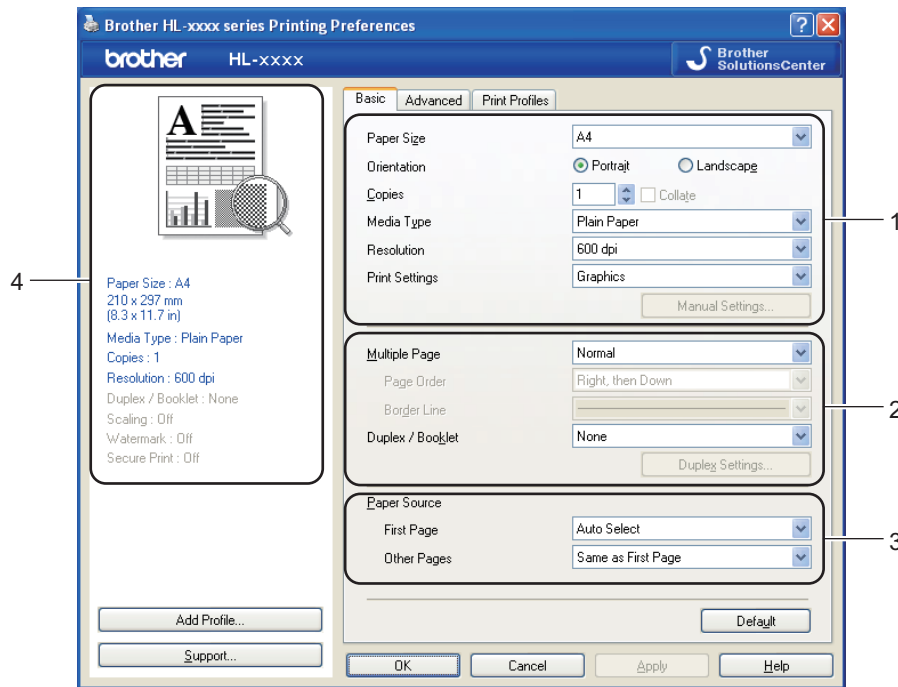 Brother HL-xxxx series Printing Preferences
brother HL-xxxx
Brother
SolutionsCenter
A
4
Paper Size : A4
210 x 297 mm
(8.3 x 11.7 in)
Media Type : Plain Paper
Copies : 1
Resolution : 600 dpi
Duplex / Booklet : None
Scaling : Off
Watermark : Off
Secure Print : Off
Add Profile...
Support...
Basic Advanced Print Profiles
Paper Size A4
Orientation Portrait Landscape
Copies 1 Collate
Media Type Plain Paper
Resolution 600 dpi
Print Settings Graphics
Manual Settings...
1
Multiple Page Normal
Page Order Right, then Down
Border Line
Duplex / Booklet None
Duplex Settings...
2
Paper Source
First Page Auto Select
Other Pages Same as First Page
3
Default
OK Cancel Apply Help